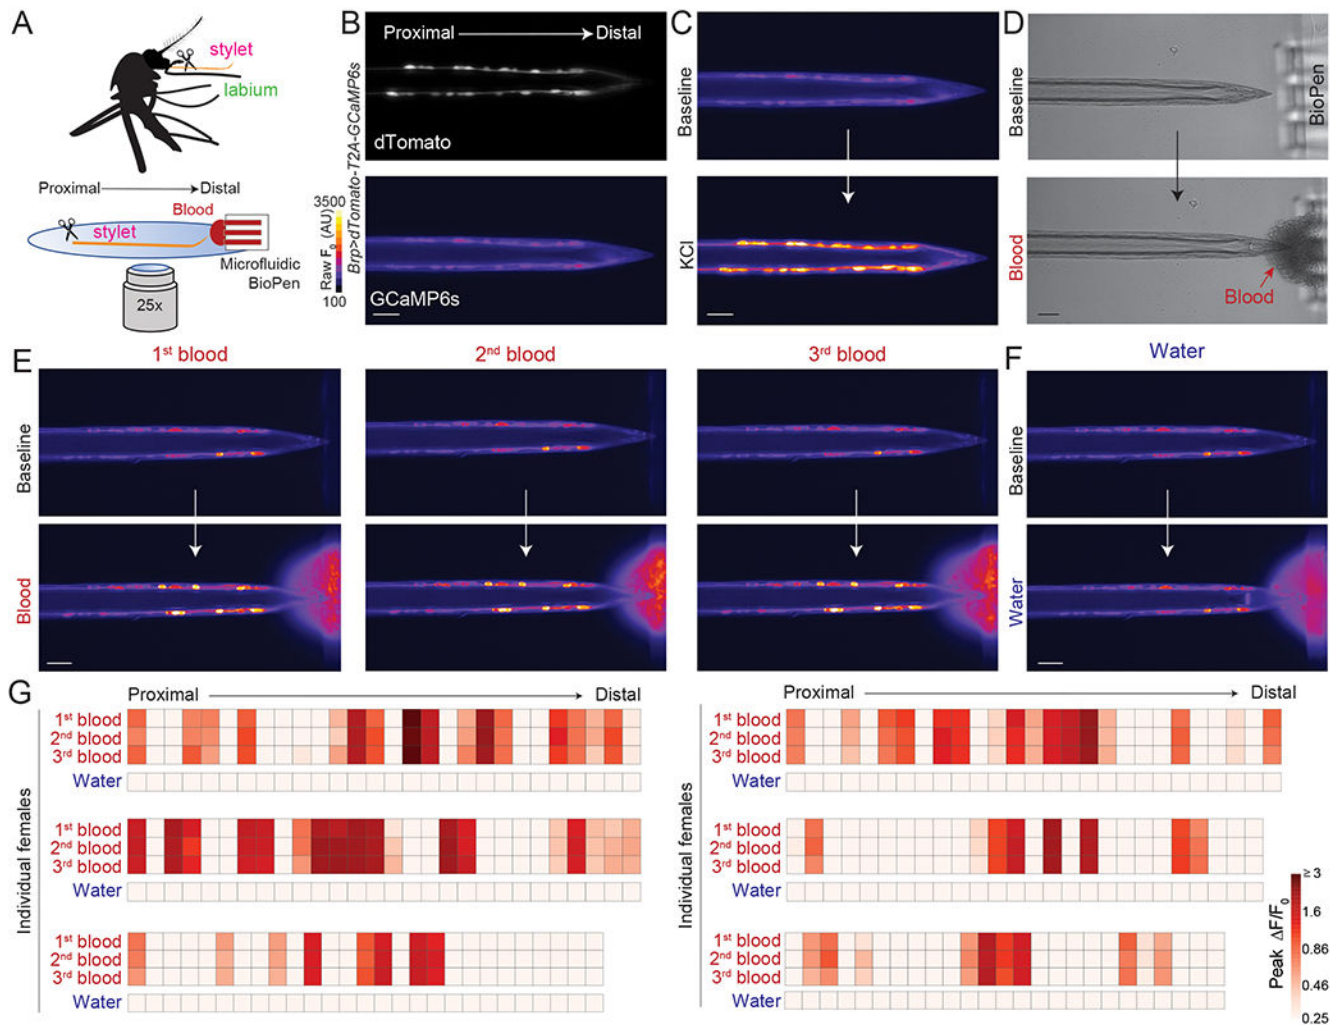 A
stylet
labium
Proximal
Distal
Blood
stylet
Microfluidic
BioPen
25x
B
Proximal
Distal
dTomato
GCaMP6s
Brp>dTomato-T2A-GCaMP6s
3500
Raw F0 (AU)
100
C
Baseline
KCl
D
Baseline
BioPen
Blood
Blood
E
1st blood
2nd blood
3rd blood
Baseline
Blood
F
Water
Baseline
Water
G
Proximal
Distal
Individual females
1st blood
2nd blood
3rd blood
Water
1st blood
2nd blood
3rd blood
Water
1st blood
2nd blood
3rd blood
Water
Proximal
Distal
Individual females
1st blood
2nd blood
3rd blood
Water
1st blood
2nd blood
3rd blood
Water
1st blood
2nd blood
3rd blood
Water
Peak ΔF/F0
≥ 3
1.6
0.86
0.46
0.25